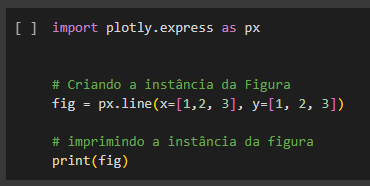 [ ] import plotly.express as px
# Criando a instância da Figura
fig = px.line(x=[1,2, 3], y=[1, 2, 3])
# imprimindo a instância da figura
print(fig)